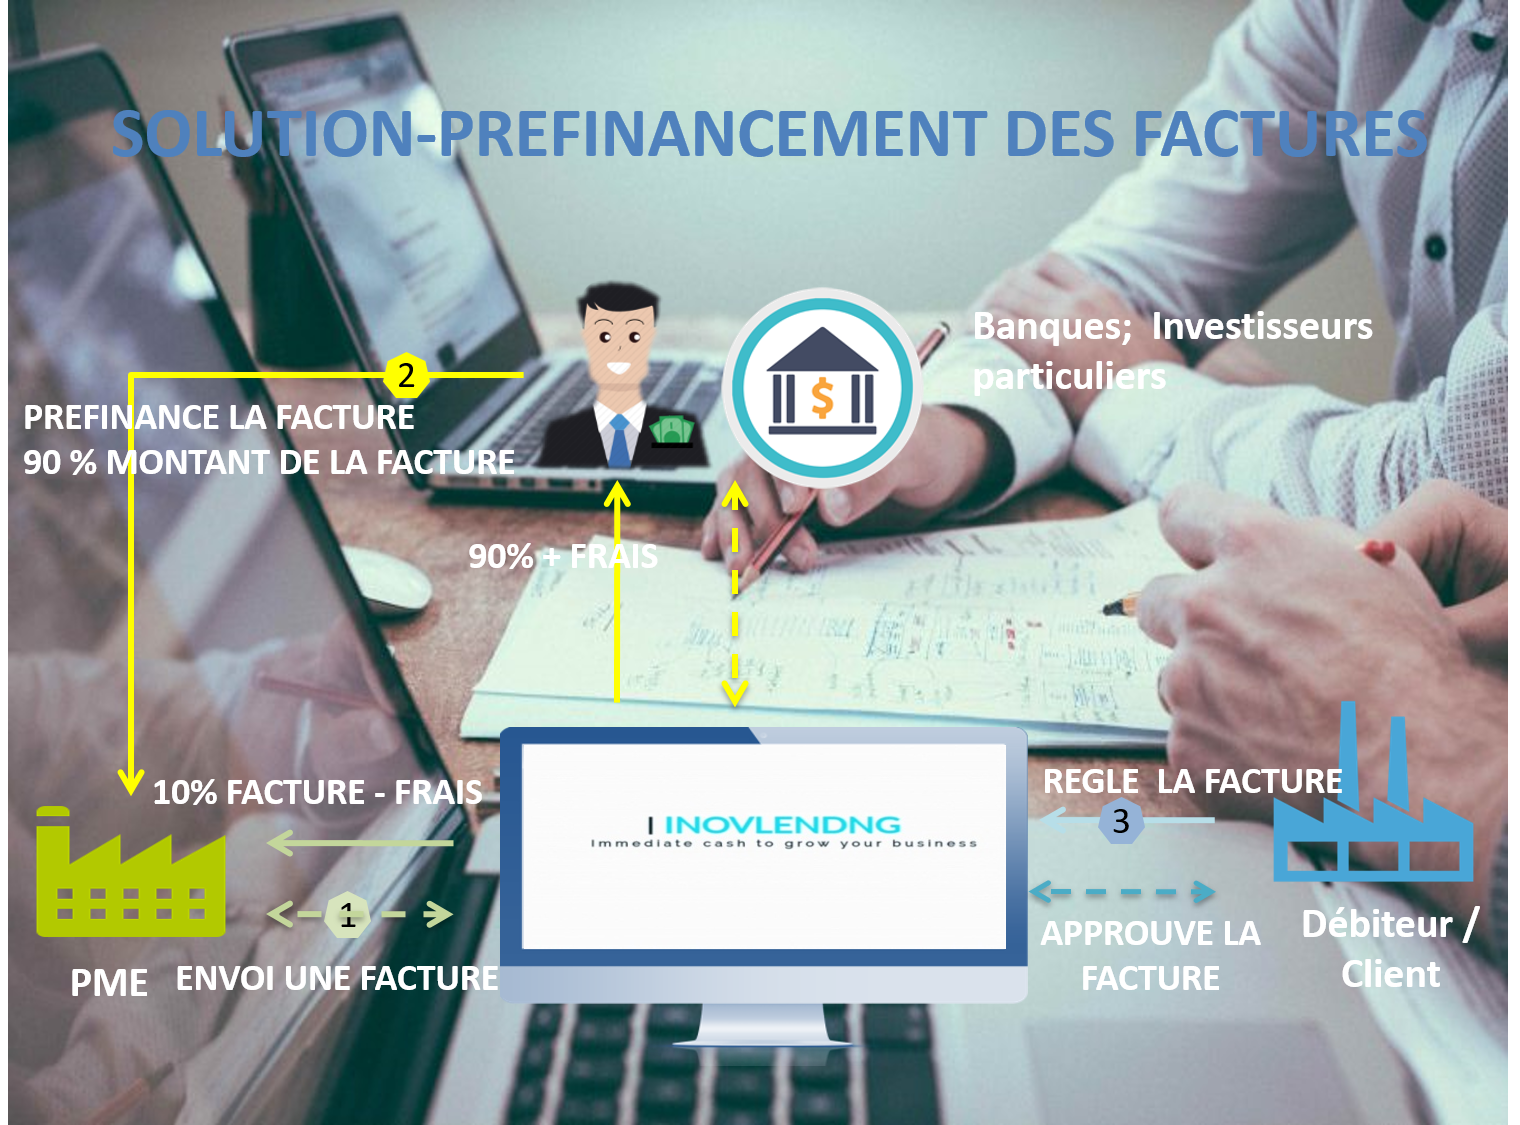 SOLUTION-PREFINANCEMENT DES FACTURES
Banques;  Investisseurs
particuliers
2
PREFINANCE LA FACTURE
90 % MONTANT DE LA FACTURE
$
90% + FRAIS
10% FACTURE - FRAIS
REGLE  LA FACTURE
3
| INOVLENDNG
Immediate cash to grow your business
1
APPROUVE LA
FACTURE
Débiteur /
Client
PME
ENVOI UNE FACTURE